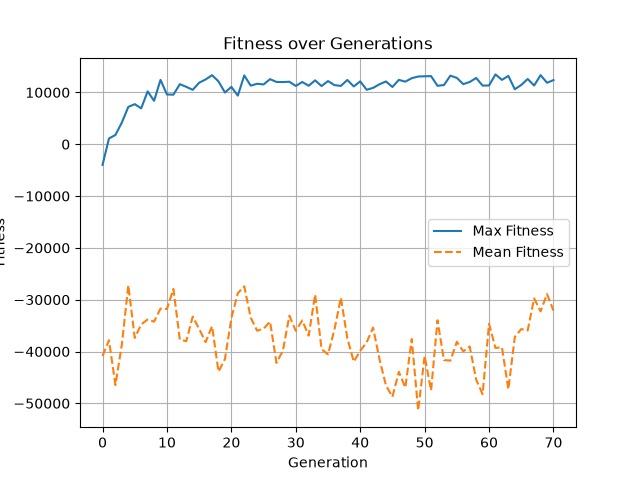 Fitness over Generations
10000
0
−10000
−20000
−30000
−40000
−50000
Max Fitness
Mean Fitness
0 10 20 30 40 50 60 70
Generation